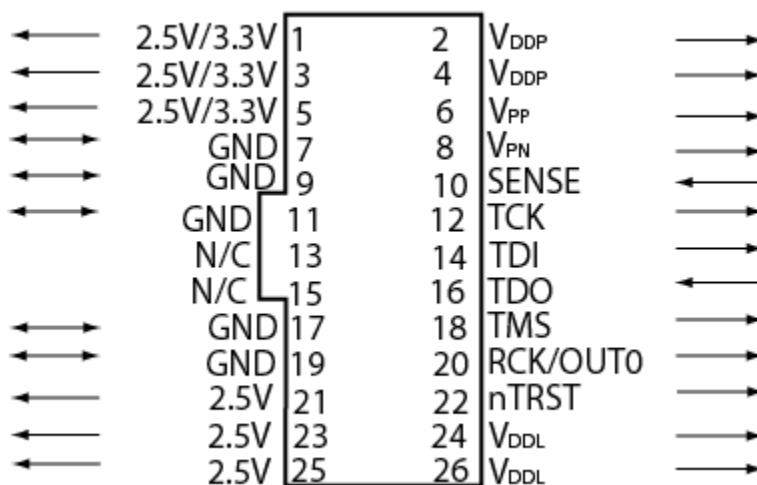 2.5V/3.3V 1 2 VDDP
2.5V/3.3V 3 4 VDDP
2.5V/3.3V 5 6 VPP
GND 7 8 VPN
GND 9 10 SENSE
GND 11 12 TCK
N/C 13 14 TDI
N/C 15 16 TDO
GND 17 18 TMS
GND 19 20 RCK/OUT0
2.5V 21 22 nTRST
2.5V 23 24 VDDL
2.5V 25 26 VDDL